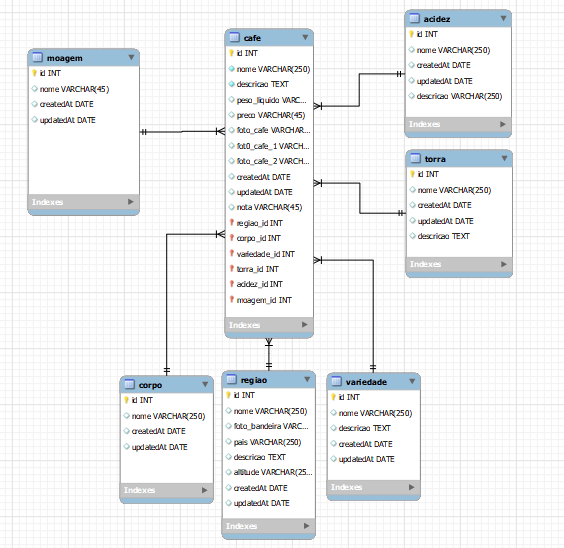 moagem
id INT
nome VARCHAR(45)
createdAt DATE
updatedAt DATE
Indexes
cafe
id INT
nome VARCHAR(250)
descricao TEXT
peso_liquido VARC...
preco VARCHAR(45)
foto_cafe VARCHAR...
fot0_cafe_1 VARCH...
foto_cafe_2 VARCH...
createdAt DATE
updatedAt DATE
nota VARCHAR(45)
regiao_id INT
corpo_id INT
variedade_id INT
torra_id INT
acidez_id INT
moagem_id INT
Indexes
acidez
id INT
nome VARCHAR(250)
createdAt DATE
updatedAt DATE
descricao VARCHAR(250)
Indexes
torra
id INT
nome VARCHAR(250)
createdAt DATE
updatedAt DATE
descricao TEXT
Indexes
corpo
id INT
nome VARCHAR(250)
createdAt DATE
updatedAt DATE
Indexes
regiao
id INT
nome VARCHAR(250)
foto_bandeira VARC...
pais VARCHAR(250)
descricao TEXT
altitude VARCHAR(25...
createdAt DATE
updatedAt DATE
Indexes
variedade
id INT
nome VARCHAR(250)
descricao TEXT
createdAt DATE
updatedAt DATE
Indexes